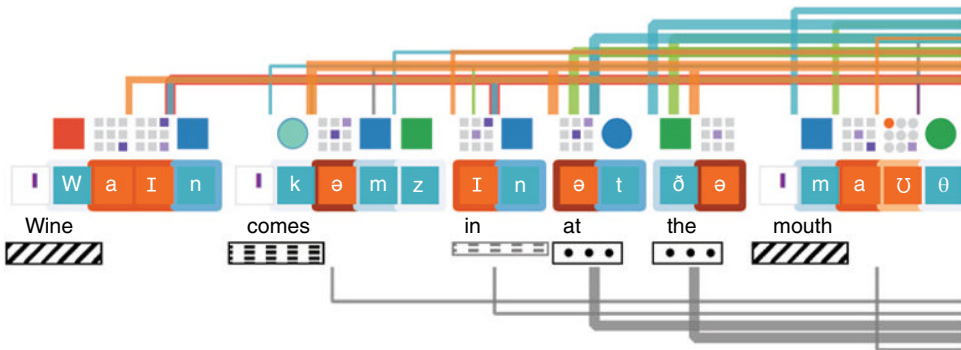 ˈ w a ɪ n ˈ k ə m z ɪ n ə t ð ə ˈ m a ʊ θ
Wine comes in at the mouth